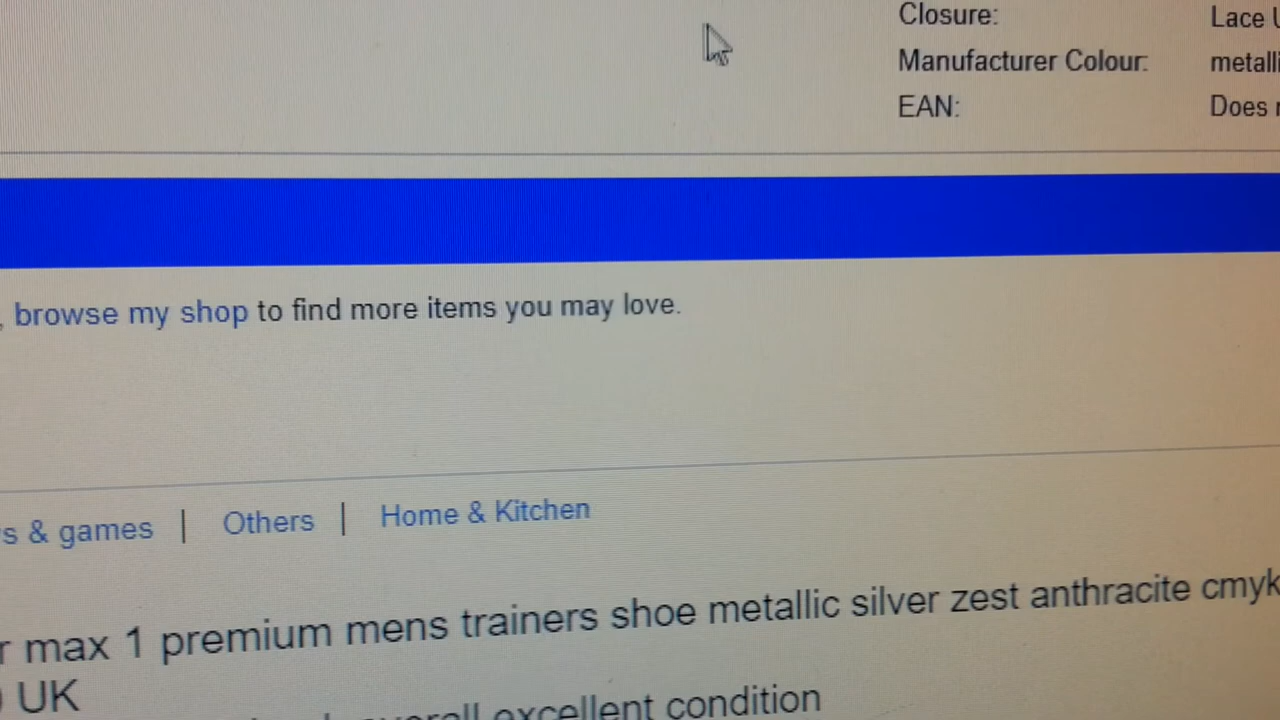 Closure: Lace
Manufacturer Colour:
EAN: Does
, browse my shop to find more items you may love.
& games | Others | Home & Kitchen
max 1 premium mens trainers shoe metallic silver zest anthracite cmyk
UK
overall excellent condition